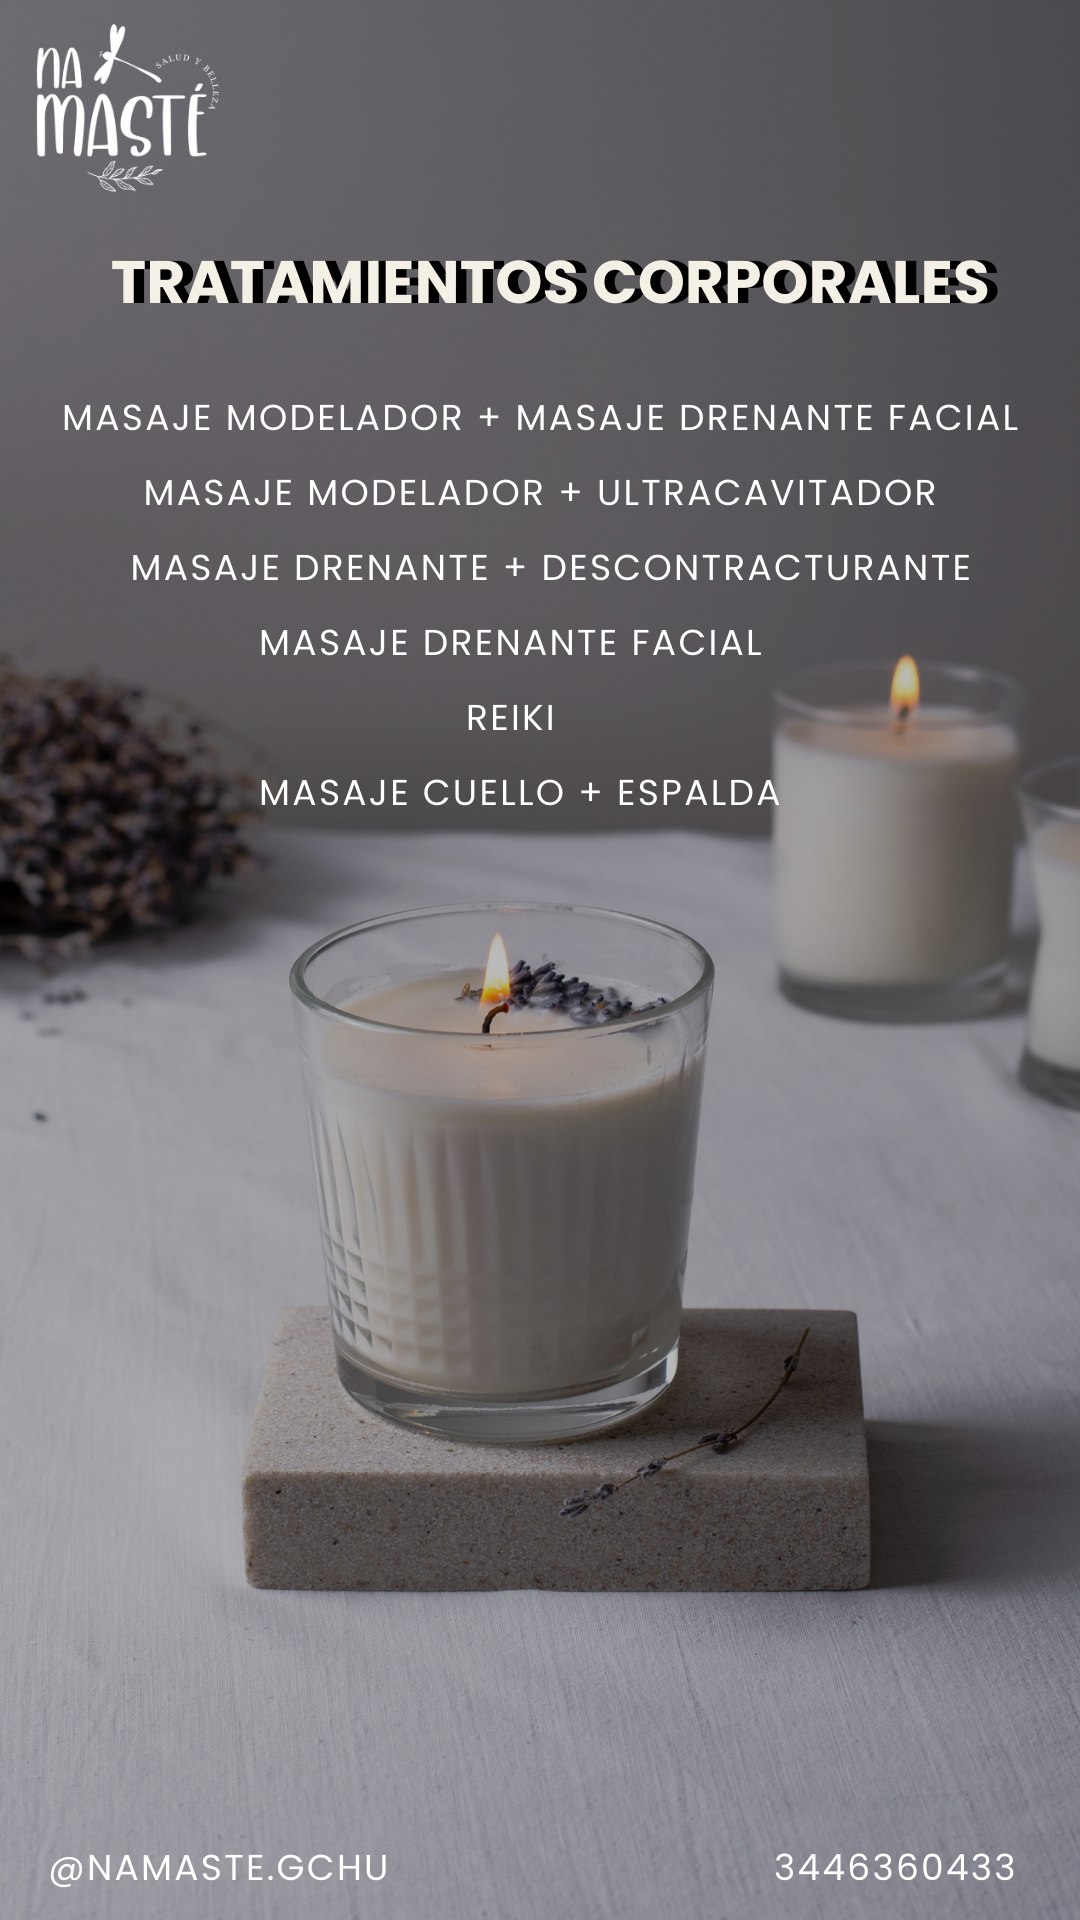 NA
MASTÉ
SALUD Y BELLEZA
TRATAMIENTOS CORPORALES
MASAJE MODELADOR + MASAJE DRENANTE FACIAL
MASAJE MODELADOR + ULTRACAVITADOR
MASAJE DRENANTE + DESCONTRACTURANTE
MASAJE DRENANTE FACIAL
REIKI
MASAJE CUELLO + ESPALDA
@NAMASTE.GCHU
3446360433